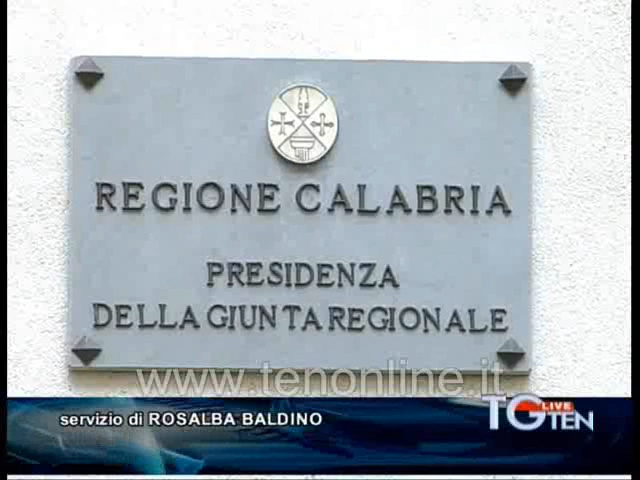 REGIONE CALABRIA
PRESIDENZA
DELLA GIUNTA REGIONALE
www.tenonline.it
servizio di ROSALBA BALDINO
TG LIVE TEN